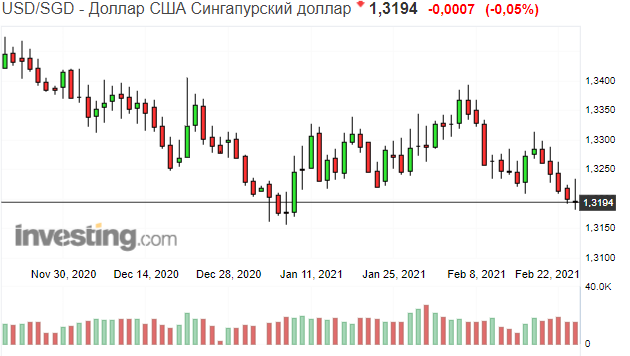 USD/SGD - Доллар США Сингапурский доллар 1,3194 -0,0007 (-0,05%)
1,3400
1,3350
1,3300
1,3250
1,3194
1,3150
1,3100
investing.com
Nov 30, 2020 Dec 14, 2020 Dec 28, 2020 Jan 11, 2021 Jan 25, 2021 Feb 8, 2021 Feb 22, 2021
40.0K
0